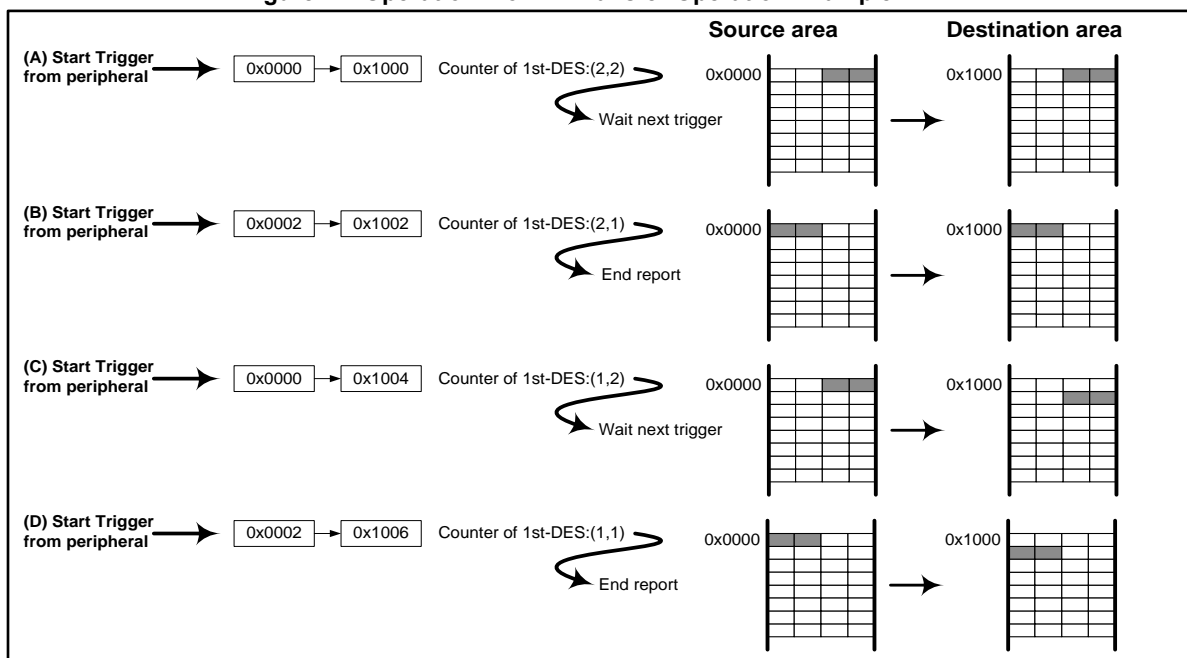 Source area
Destination area
(A) Start Trigger
from peripheral
0x0000
0x1000
Counter of 1st-DES:(2,2)
Wait next trigger
0x0000
0x1000
(B) Start Trigger
from peripheral
0x0002
0x1002
Counter of 1st-DES:(2,1)
End report
0x0000
0x1000
(C) Start Trigger
from peripheral
0x0000
0x1004
Counter of 1st-DES:(1,2)
Wait next trigger
0x0000
0x1000
(D) Start Trigger
from peripheral
0x0002
0x1006
Counter of 1st-DES:(1,1)
End report
0x0000
0x1000